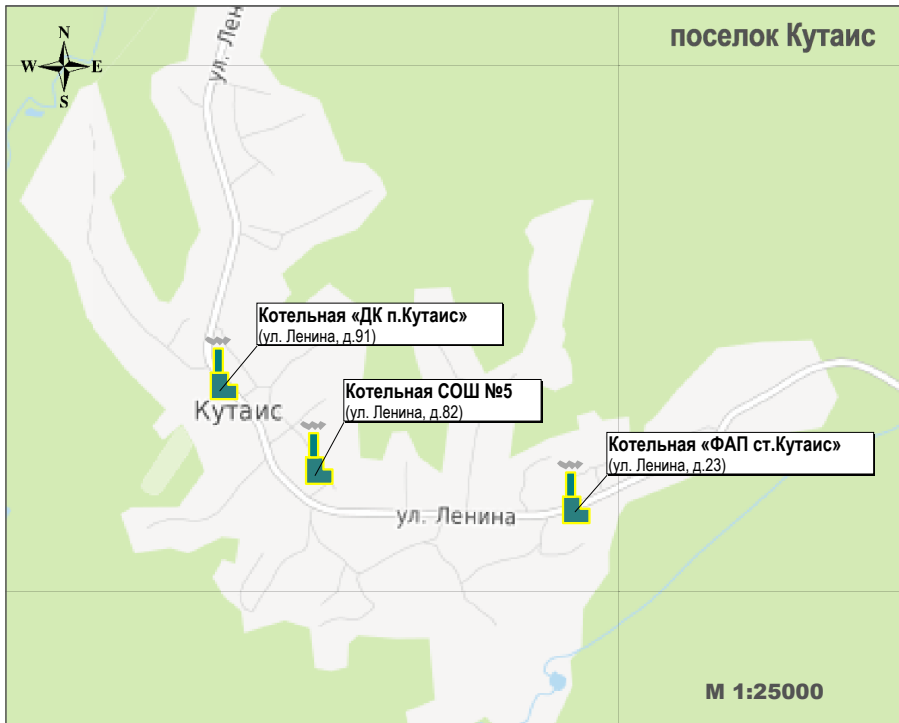 поселок Кутаис
N
W E
S
ул. Лен
Котельная «ДК п.Кутаис»
(ул. Ленина, д.91)
Котельная СОШ №5
(ул. Ленина, д.82)
Кутаис
Котельная «ФАП ст.Кутаис»
(ул. Ленина, д.23)
ул. Ленина
М 1:25000